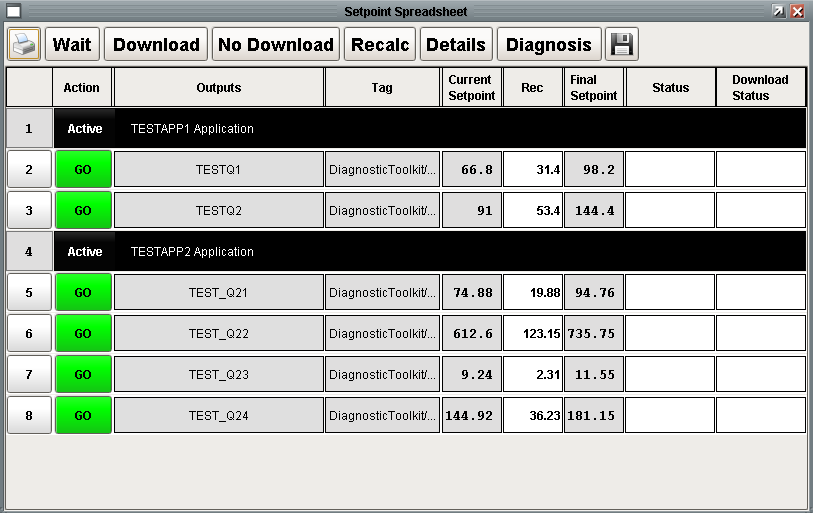 Setpoint Spreadsheet
Wait Download No Download Recalc Details Diagnosis
Action Outputs Tag Current Setpoint Rec Final Setpoint Status Download Status
1 Active TESTAPP1 Application
2 GO TESTQ1 DiagnosticToolkit/... 66.8 31.4 98.2
3 GO TESTQ2 DiagnosticToolkit/... 91 53.4 144.4
4 Active TESTAPP2 Application
5 GO TEST_Q21 DiagnosticToolkit/... 74.88 19.88 94.76
6 GO TEST_Q22 DiagnosticToolkit/... 612.6 123.15 735.75
7 GO TEST_Q23 DiagnosticToolkit/... 9.24 2.31 11.55
8 GO TEST_Q24 DiagnosticToolkit/... 144.92 36.23 181.15